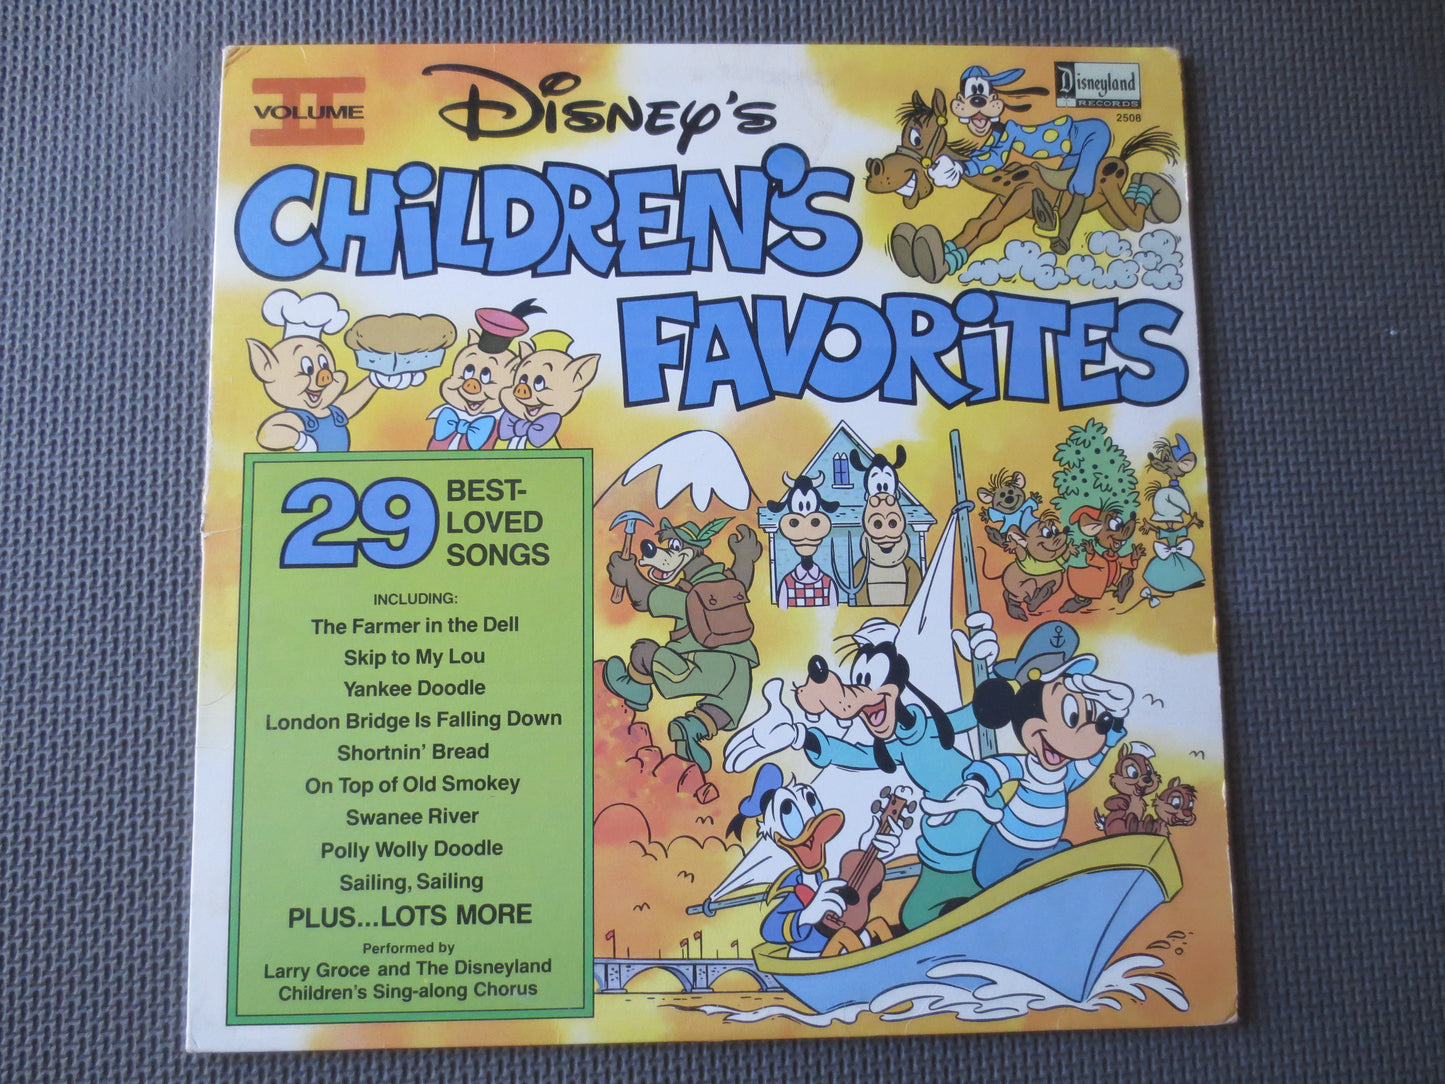 VOLUME II
DISNEY'S
Disneyland
RECORDS
2508
CHiLDREN'S
FAVORiTES
29 BEST-
LOVED
SONGS
INCLUDING:
The Farmer in the Dell
Skip to My Lou
Yankee Doodle
London Bridge Is Falling Down
Shortnin' Bread
On Top of Old Smokey
Swanee River
Polly Wolly Doodle
Sailing, Sailing
PLUS...LOTS MORE
Performed by
Larry Groce and The Disneyland
Children's Sing-along Chorus